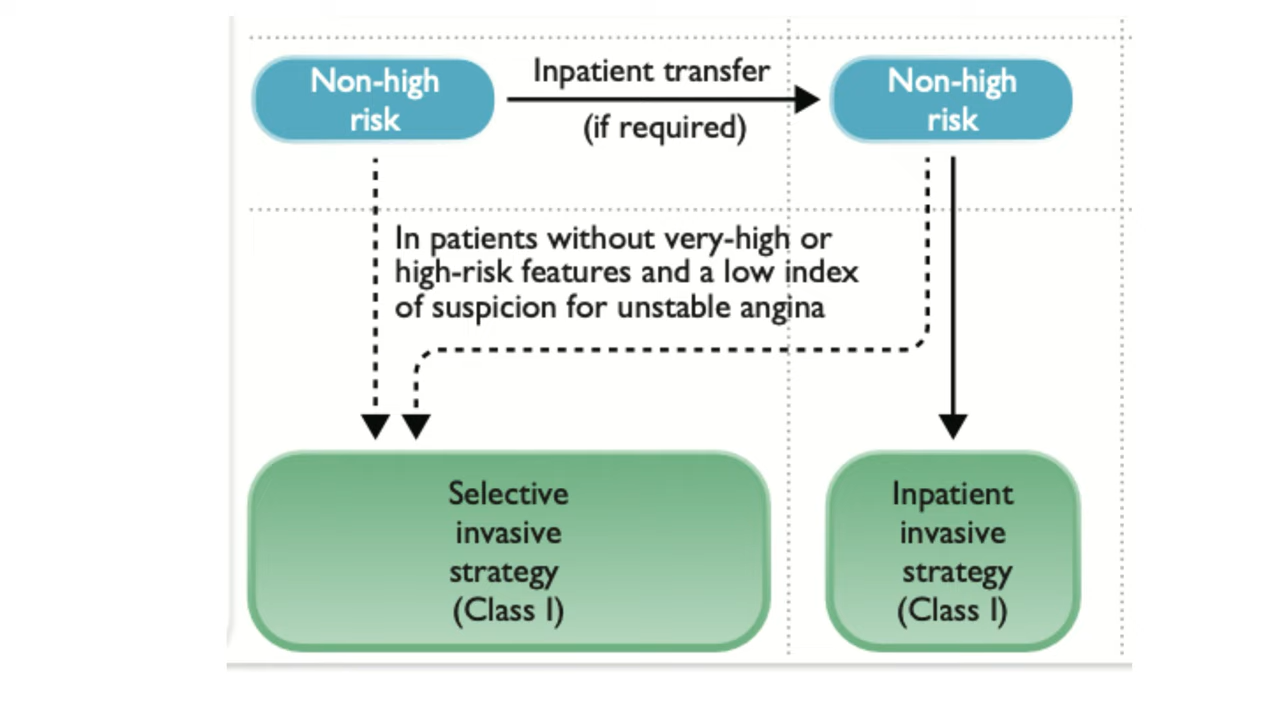 Non-high
risk
Inpatient transfer
(if required)
Non-high
risk
In patients without very-high or
high-risk features and a low index
of suspicion for unstable angina
Selective
invasive
strategy
(Class I)
Inpatient
invasive
strategy
(Class I)